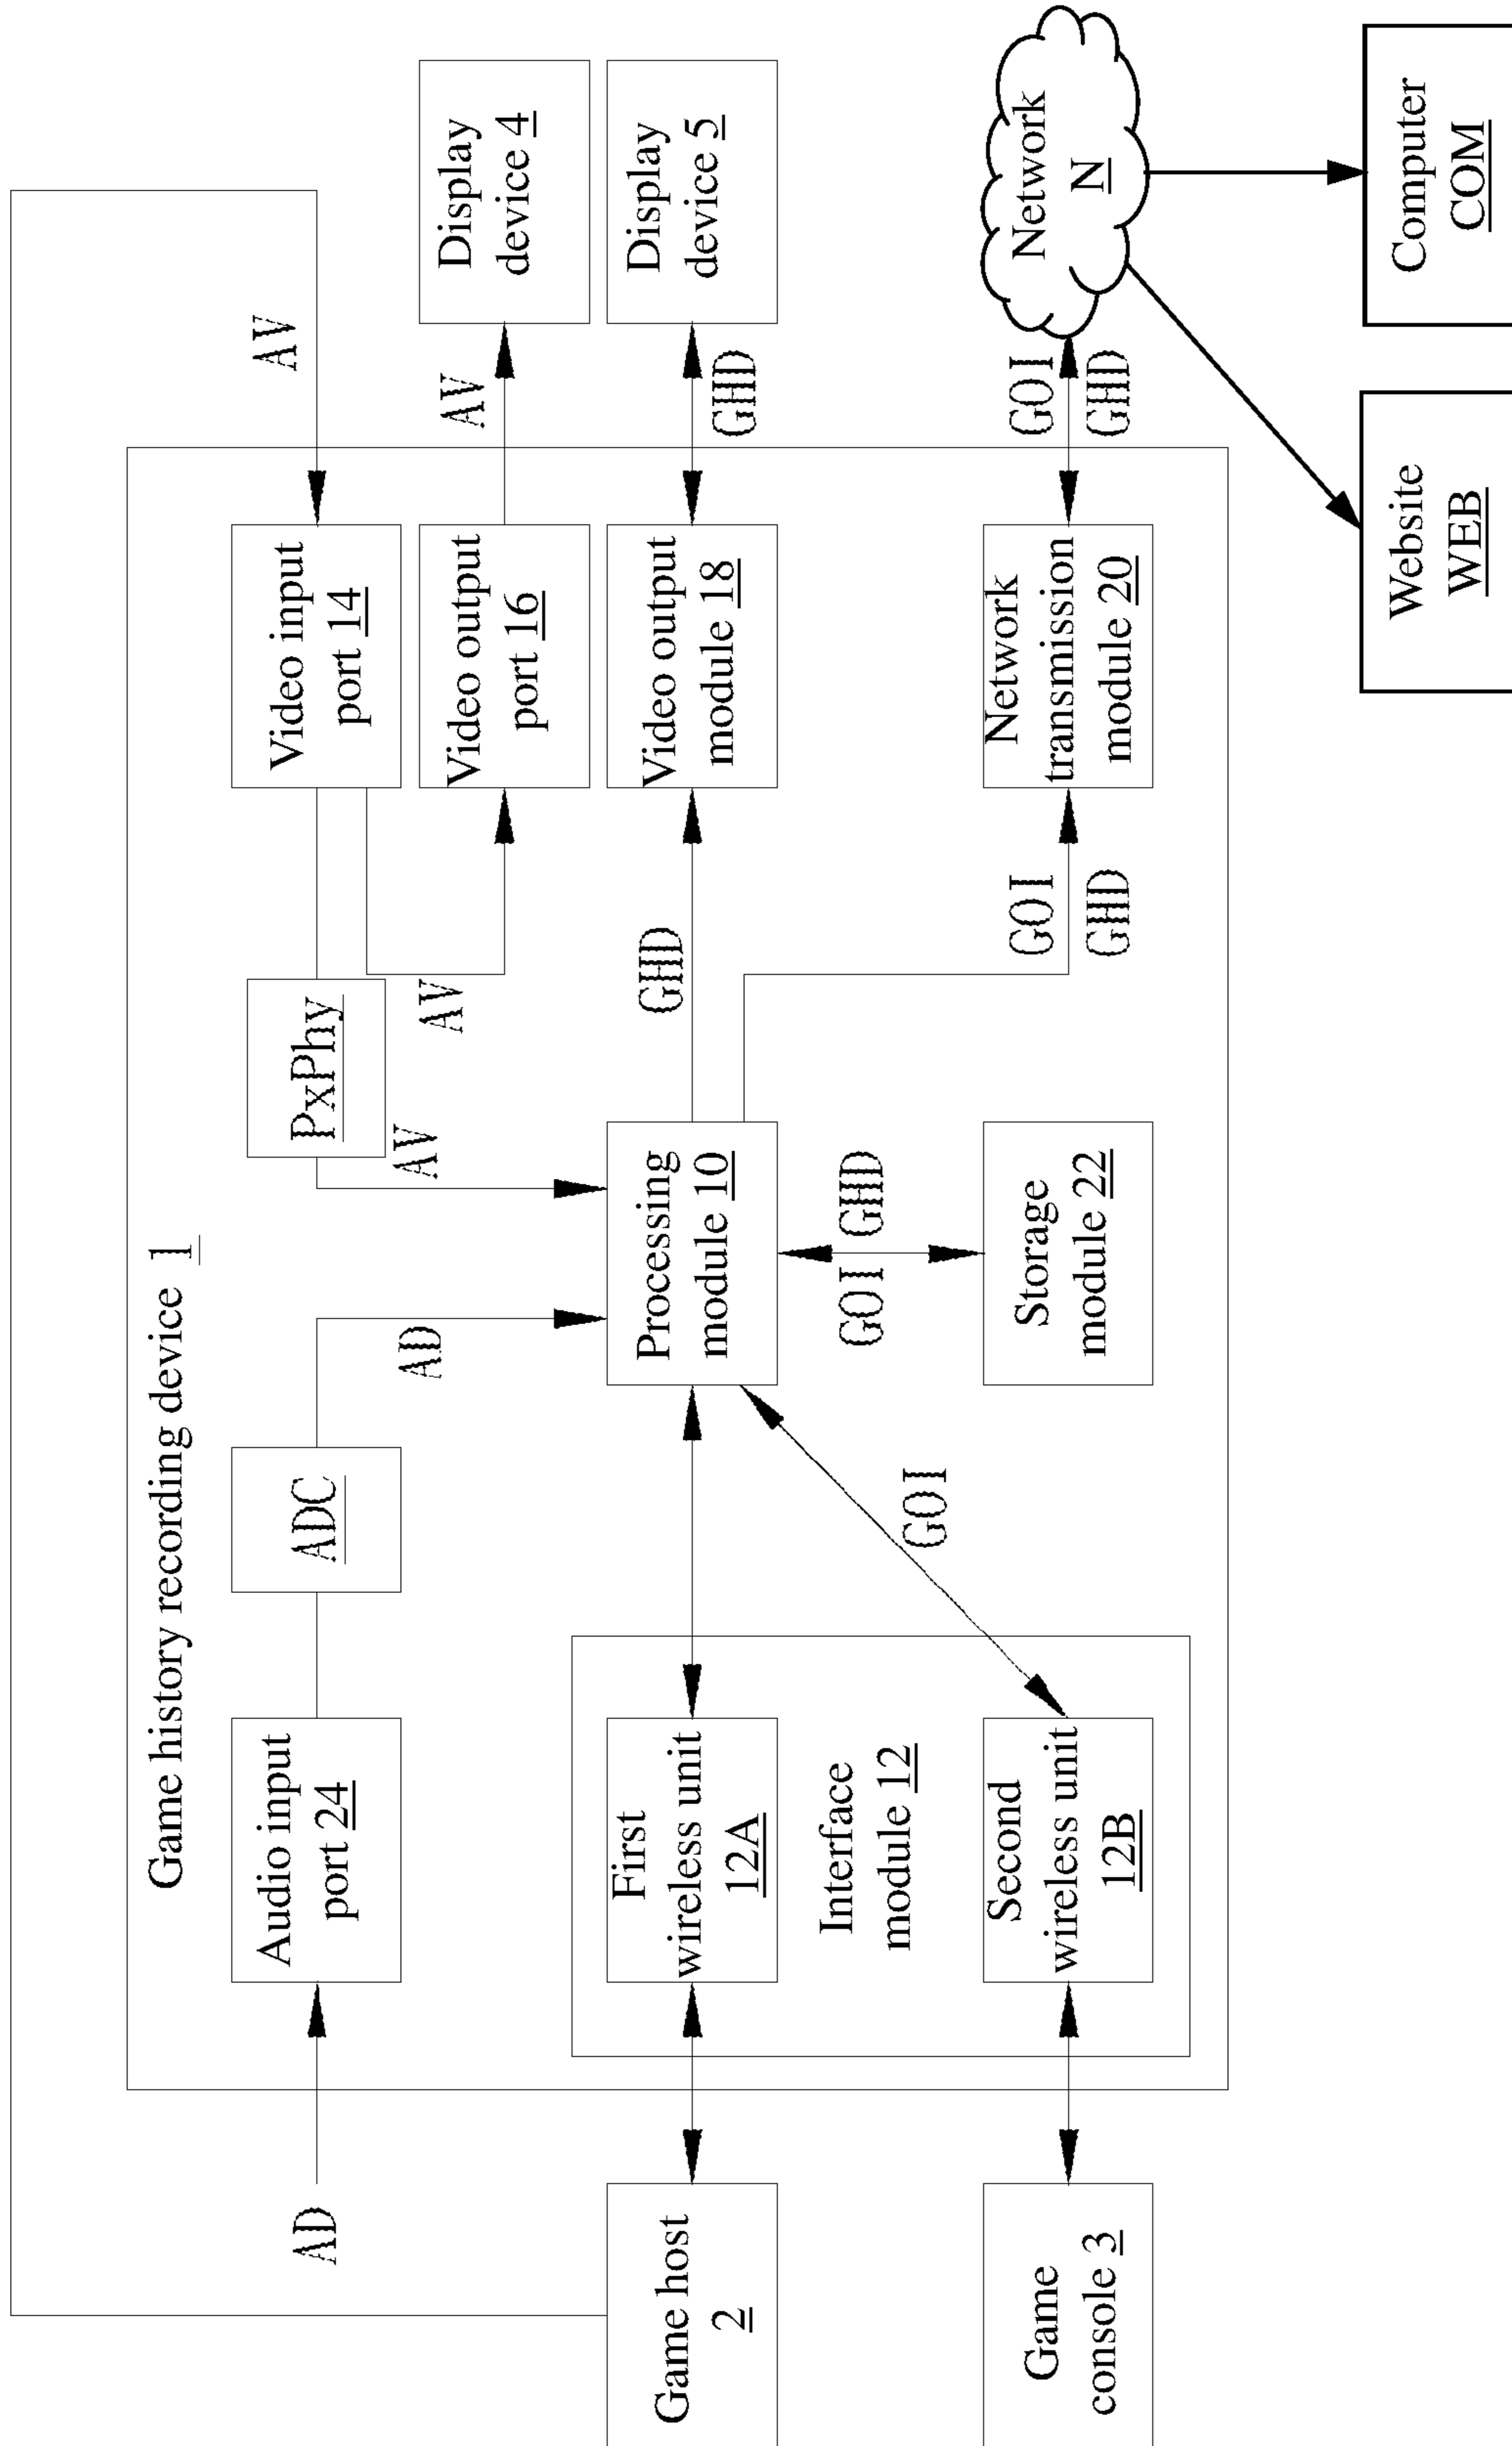 Game history recording device 1
AV
AD
Audio input
port 24
ADC
AD
PxPhy
AV
AV
Video input
port 14
Video output
port 16
AV
Display
device 4
Game host
2
First
wireless unit
12A
Interface
module 12
Second
wireless unit
12B
Game
console 3
GOI
Processing
module 10
GOI GHD
Storage
module 22
GHD
Video output
module 18
GHD
Display
device 5
GOI
GHD
Network
transmission
module 20
GOI
GHD
Network
N
Website
WEB
Computer
COM